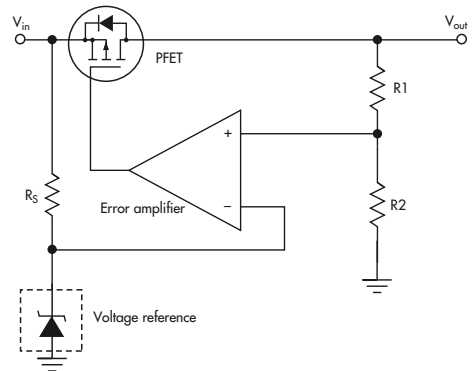 Vin
Vout
PFET
R1
+
RS
Error amplifier
−
R2
Voltage reference